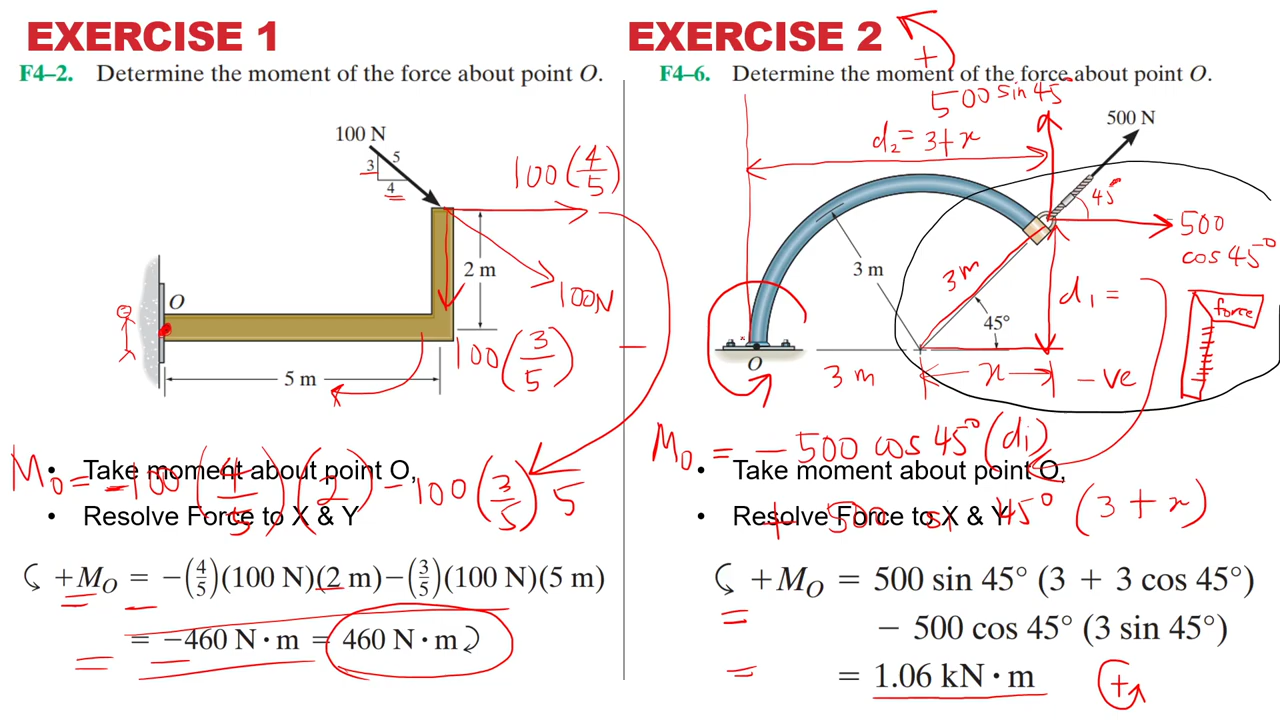 EXERCISE 1
F4–2. Determine the moment of the force about point O.
100 N
3
5
4
100(4/5)
O
2 m
100N
100(3/5)
5 m
Mo = -100(4/5)(2) - 100(3/5)5
• Take moment about point O,
• Resolve Force to X & Y
↺ +MO = −(4/5)(100 N)(2 m)−(3/5)(100 N)(5 m)
= −460 N·m = 460 N·m⤸
EXERCISE 2
+
F4–6. Determine the moment of the force about point O.
500 sin 45°
500 N
d2 = 3+x
45°
500
cos 45°
3 m
3m
d1 =
force
45°
O
3 m
x
-ve
Mo = - 500 cos 45° (d1)
• Take moment about point O,
• Resolve Force to X & Y
+ 500 si 45° (3 + x)
↺ +MO = 500 sin 45° (3 + 3 cos 45°)
− 500 cos 45° (3 sin 45°)
= 1.06 kN·m
+